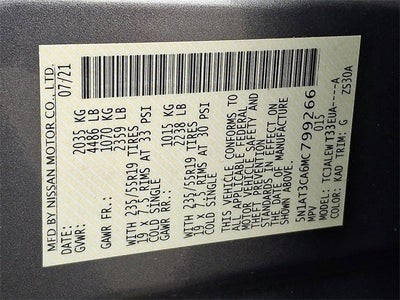 MFD BY NISSAN MOTOR CO., LTD.
DATE: 07/21
GVWR: 2035 KG
4486 LB
GAWR FR.: 1070 KG
2359 LB
WITH 235/55R19 TIRES
19 X 7.5 RIMS AT 33 PSI
COLD SINGLE
GAWR RR.: 1015 KG
2238 LB
WITH 235/55R19 TIRES
19 X 7.5 RIMS AT 30 PSI
COLD SINGLE
THIS VEHICLE CONFORMS TO
ALL APPLICABLE FEDERAL
MOTOR VEHICLE SAFETY AND
THEFT PREVENTION
STANDARDS IN EFFECT ON
THE DATE OF MANUFACTURE
SHOWN ABOVE.
5N1AT3CA6MC799266
MPV 015
TYPE: TCJALEWT33EUA----A
COLOR: KAD TRIM: G
ZS30A